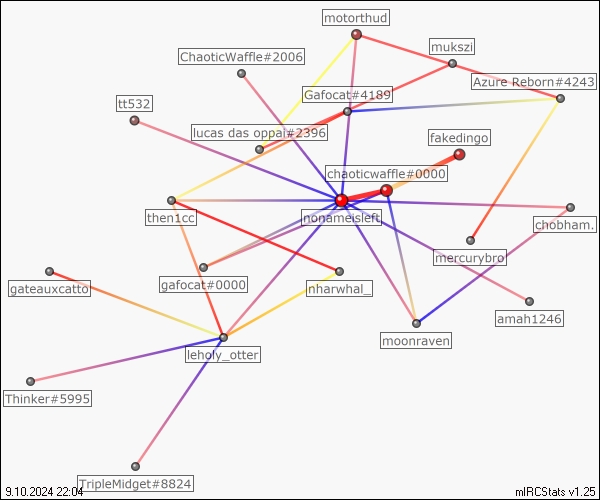 motorthud
mukszi
ChaoticWaffle#2006
Azure Reborn#4243
Gafocat#4189
tt532
lucas das oppai#2396
fakedingo
chaoticwaffle#0000
then1cc
nonameisleft
chobham.
mercurybro
gafocat#0000
nharwhal_
gateauxcatto
amah1246
moonraven
leholy_otter
Thinker#5995
TripleMidget#8824
9.10.2024 22:04
mIRCStats v1.25